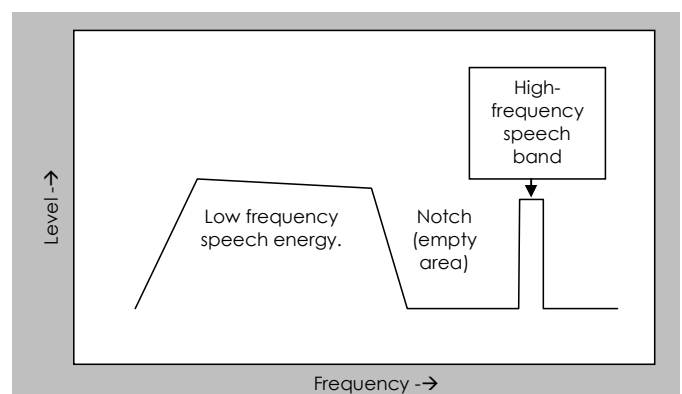 High-
frequency
speech
band
Low frequency
speech energy.
Notch
(empty
area)
Level -→
Frequency -→